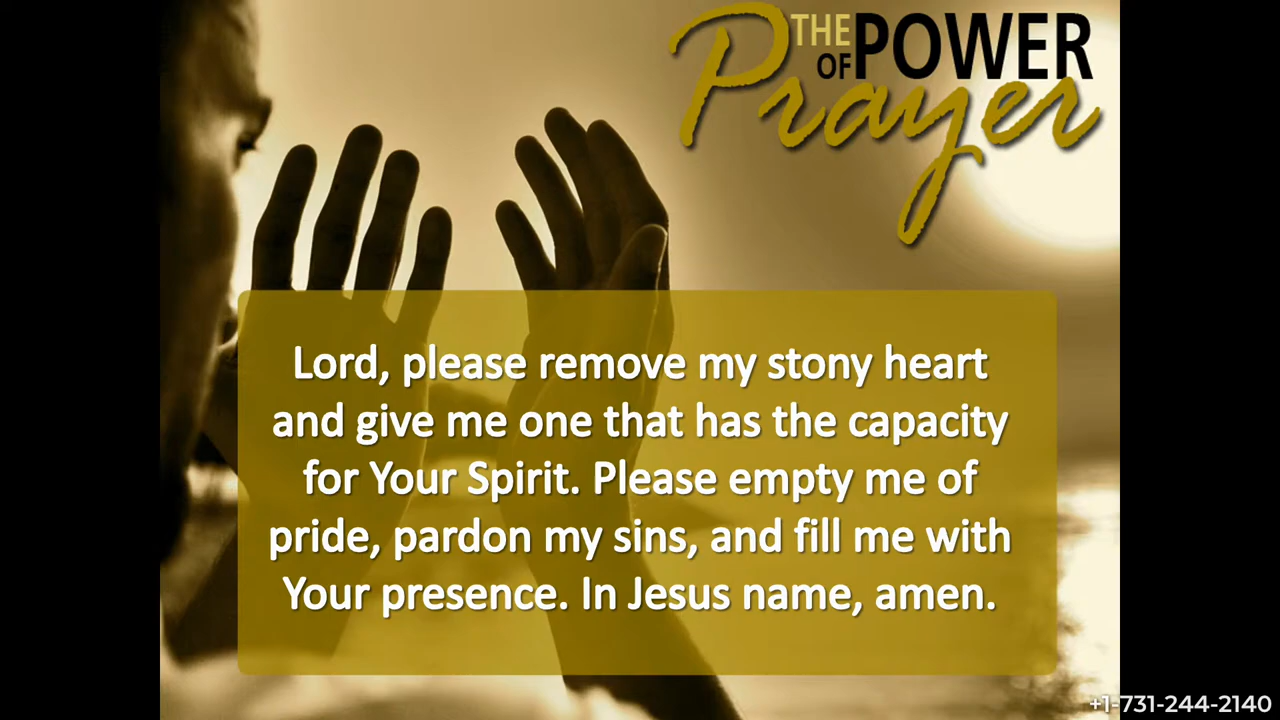 THE POWER
OF Prayer
Lord, please remove my stony heart
and give me one that has the capacity
for Your Spirit. Please empty me of
pride, pardon my sins, and fill me with
Your presence. In Jesus name, amen.
+1-731-244-2140